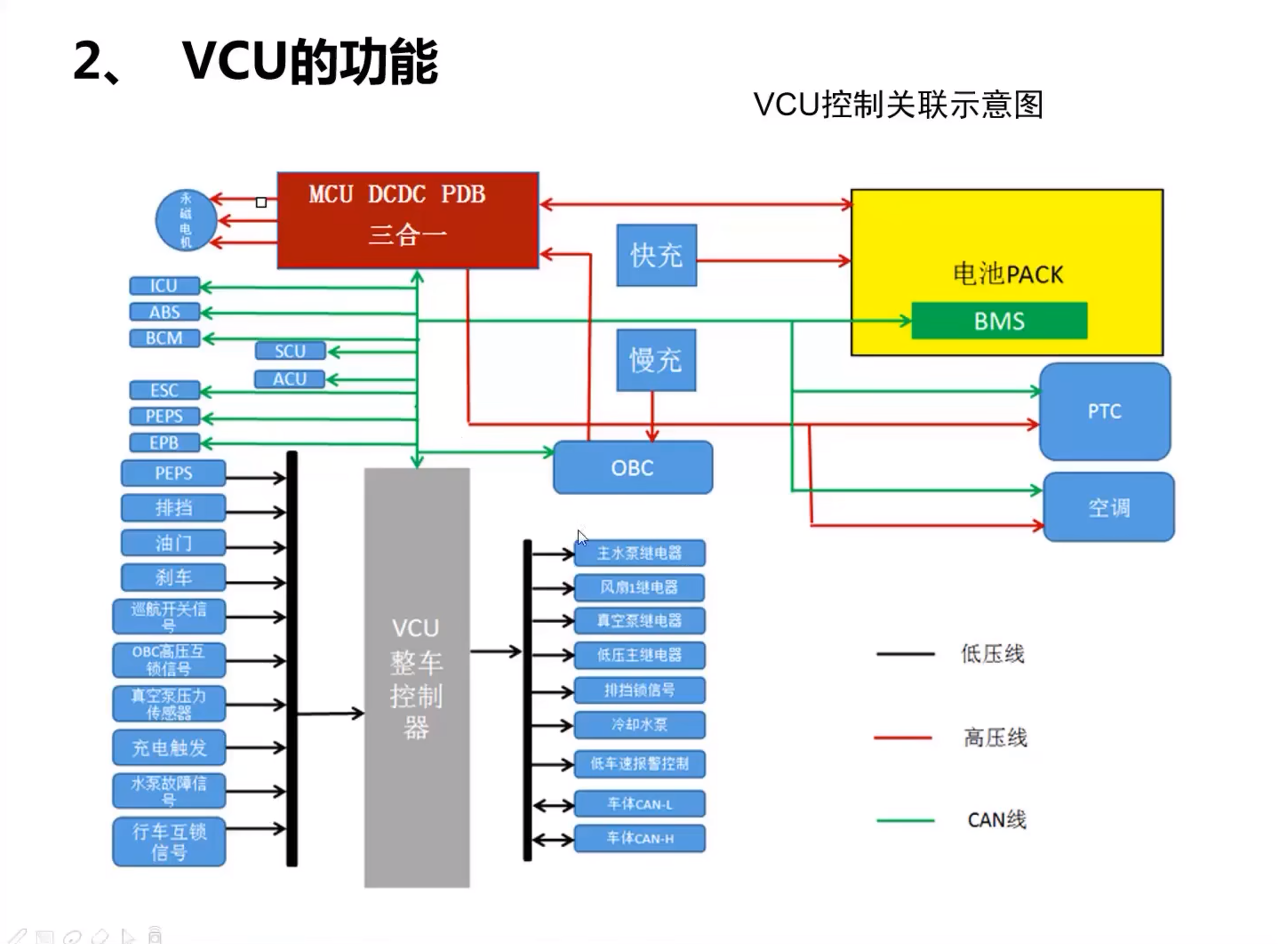 2、 VCU的功能
VCU控制关联示意图
永
磁
电
机
MCU DCDC PDB
三合一
快充
电池PACK
BMS
慢充
ICU
ABS
BCM
SCU
ACU
ESC
PEPS
EPB
PTC
OBC
空调
PEPS
排挡
油门
刹车
巡航开关信
号
OBC高压互
锁信号
真空泵压力
传感器
充电触发
水泵故障信
号
行车互锁
信号
VCU
整车
控制
器
主水泵继电器
风扇1继电器
真空泵继电器
低压主继电器
排挡锁信号
冷却水泵
低车速报警控制
车体CAN-L
车体CAN-H
低压线
高压线
CAN线